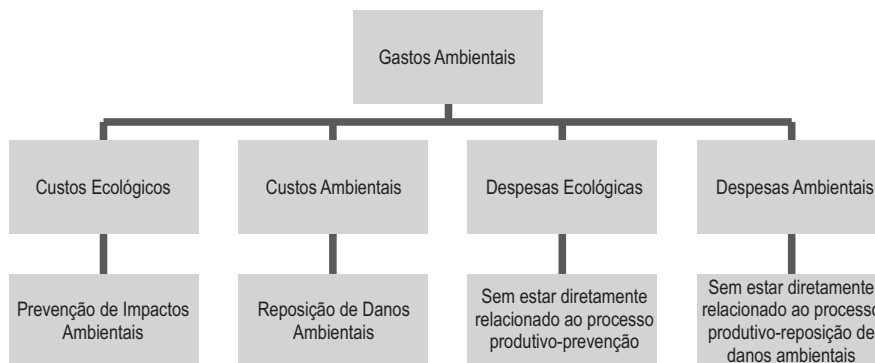 Gastos Ambientais
Custos Ecológicos
Custos Ambientais
Despesas Ecológicas
Despesas Ambientais
Prevenção de Impactos
Ambientais
Reposição de Danos
Ambientais
Sem estar diretamente
relacionado ao processo
produtivo-prevenção
Sem estar diretamente
relacionado ao processo
produtivo-reposição de
danos ambientais